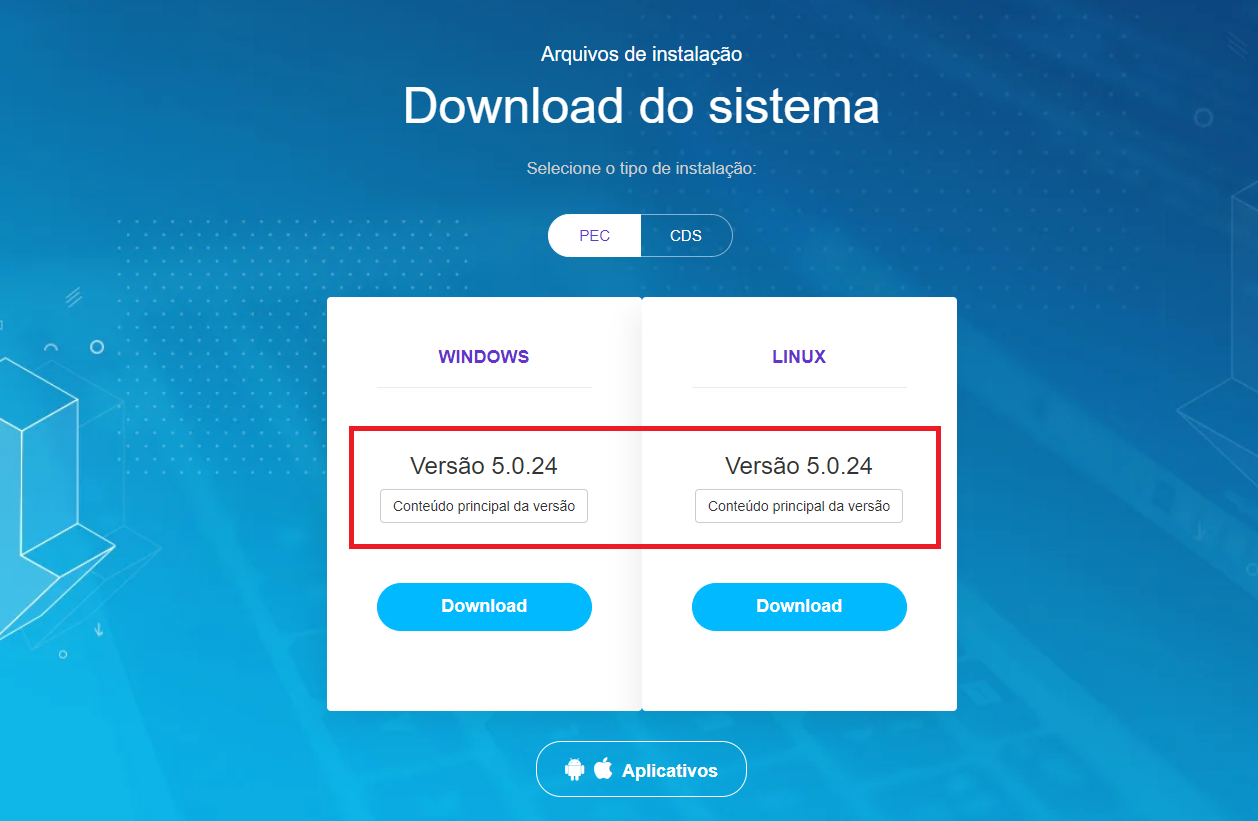 Arquivos de instalação
Download do sistema
Selecione o tipo de instalação:
PEC CDS
WINDOWS
Versão 5.0.24
Conteúdo principal da versão
Download
LINUX
Versão 5.0.24
Conteúdo principal da versão
Download
Aplicativos